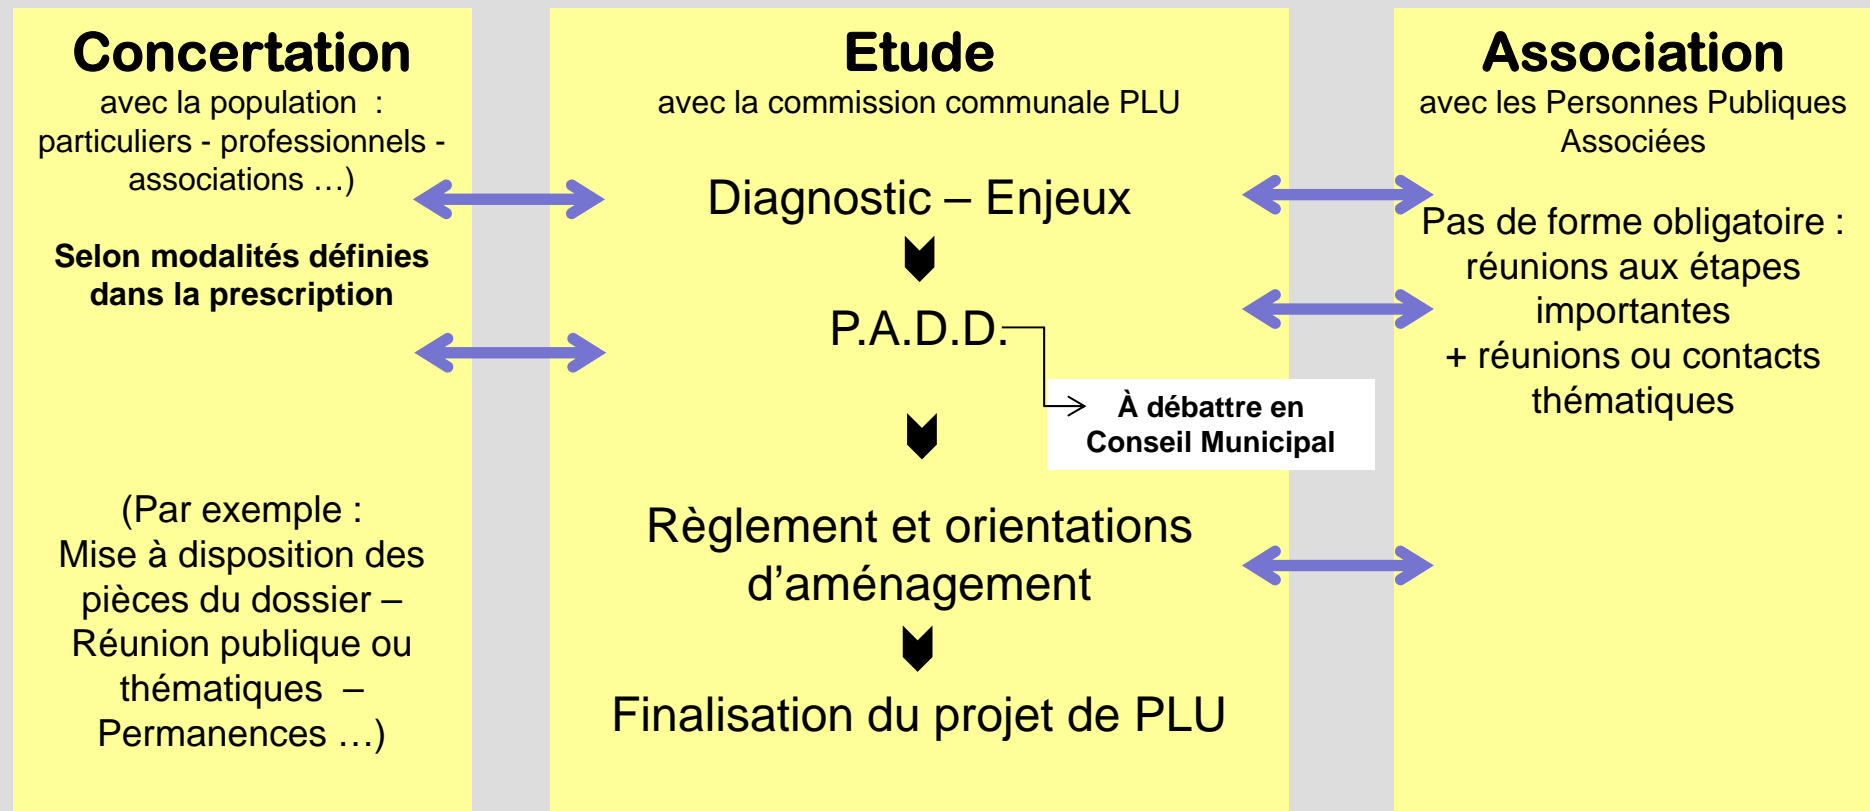 Concertation
avec la population  :
particuliers - professionnels -
associations …)
Selon modalités définies
dans la prescription
(Par exemple :
Mise à disposition des
pièces du dossier –
Réunion publique ou
thématiques  –
Permanences …)
Etude
avec la commission communale PLU
Diagnostic – Enjeux
P.A.D.D.
À débattre en
Conseil Municipal
Règlement et orientations
d’aménagement
Finalisation du projet de PLU
Association
avec les Personnes Publiques
Associées
Pas de forme obligatoire :
réunions aux étapes
importantes
+ réunions ou contacts
thématiques